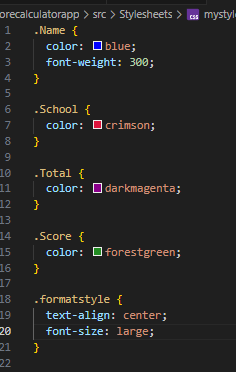 orecalculatorapp > src > Stylesheets > css
1 .Name {
2 color: blue;
3 font-weight: 300;
4 }
5
6 .School {
7 color: crimson;
8 }
9
10 .Total {
11 color: darkmagenta;
12 }
13
14 .Score {
15 color: forestgreen;
16 }
17
18 .formatstyle {
19 text-align: center;
20 font-size: large;
21 }
22